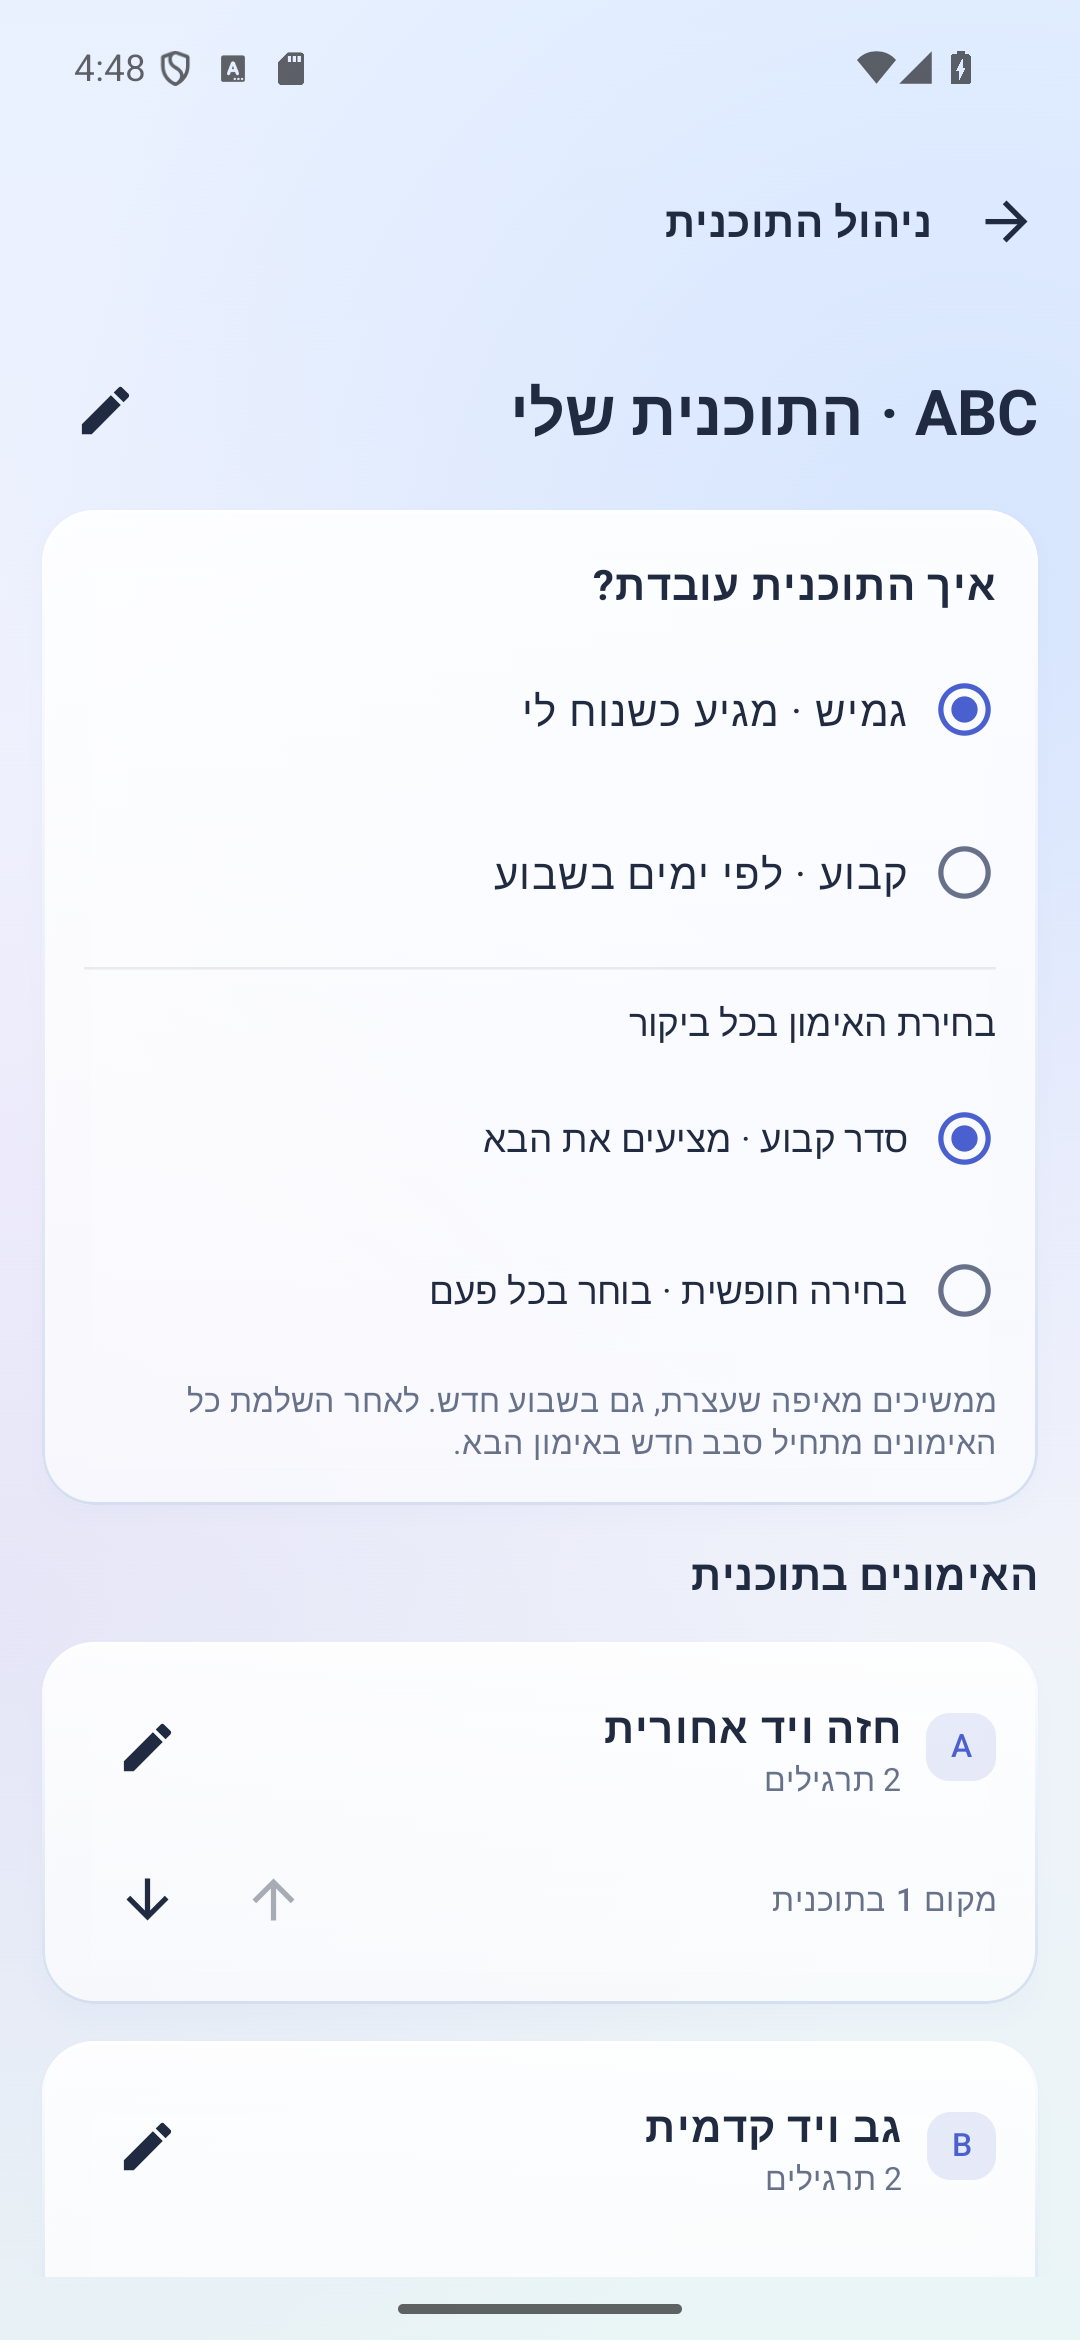 4:48
ניהול התוכנית
ABC · התוכנית שלי
איך התוכנית עובדת?
גמיש · מגיע כשנוח לי
קבוע · לפי ימים בשבוע
בחירת האימון בכל ביקור
סדר קבוע · מציעים את הבא
בחירה חופשית · בוחר בכל פעם
ממשיכים מאיפה שעצרת, גם בשבוע חדש. לאחר השלמת כל
האימונים מתחיל סבב חדש באימון הבא.
האימונים בתוכנית
A
חזה ויד אחורית
2 תרגילים
מקום 1 בתוכנית
B
גב ויד קדמית
2 תרגילים